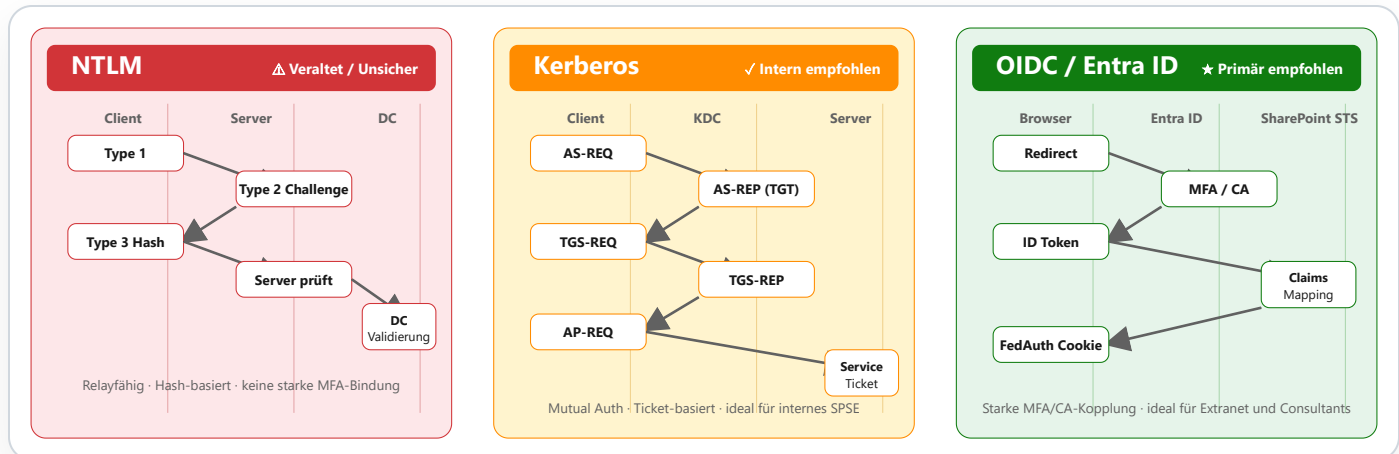 NTLM
⚠ Veraltet / Unsicher
Client
Server
DC
Type 1
Type 2 Challenge
Type 3 Hash
Server prüft
DC
Validierung
Relayfähig · Hash-basiert · keine starke MFA-Bindung
Kerberos
✓ Intern empfohlen
Client
KDC
Server
AS-REQ
AS-REP (TGT)
TGS-REQ
TGS-REP
AP-REQ
Service
Ticket
Mutual Auth · Ticket-basiert · ideal für internes SPSE
OIDC / Entra ID
★ Primär empfohlen
Browser
Entra ID
SharePoint STS
Redirect
MFA / CA
ID Token
Claims
Mapping
FedAuth Cookie
Starke MFA/CA-Kopplung · ideal für Extranet und Consultants